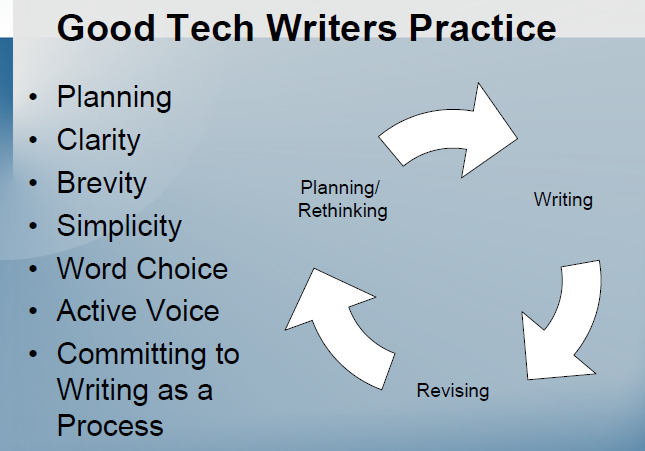 Good Tech Writers Practice
• Planning
• Clarity
• Brevity
• Simplicity
• Word Choice
• Active Voice
• Committing to
Writing as a
Process
Planning/
Rethinking
Writing
Revising